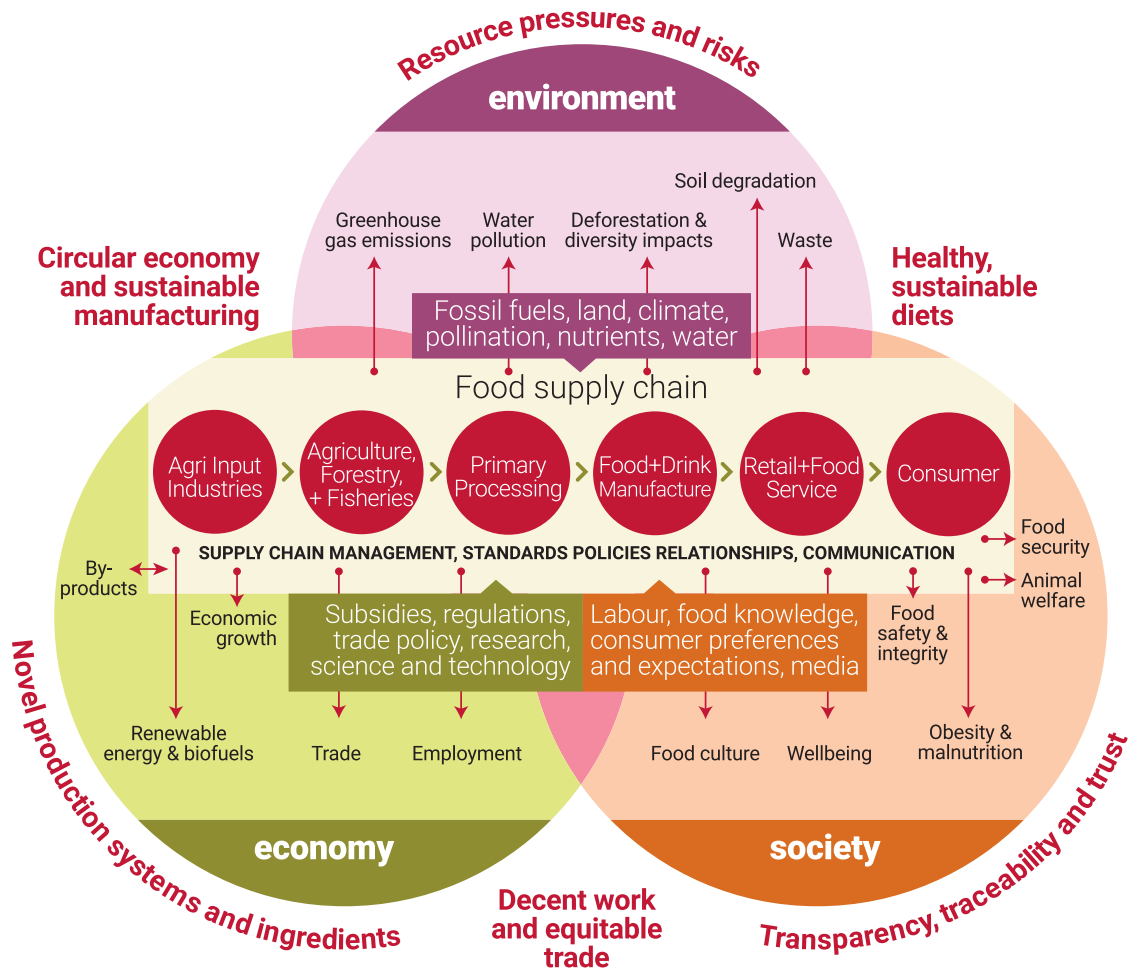 Resource pressures and risks
environment
Soil degradation
Greenhouse
gas emissions
Water
pollution
Deforestation &
diversity impacts
Waste
Circular economy
and sustainable
manufacturing
Healthy,
sustainable
diets
Fossil fuels, land, climate,
pollination, nutrients, water
Food supply chain
Agri Input
Industries
Agriculture,
Forestry,
+ Fisheries
Primary
Processing
Food+Drink
Manufacture
Retail+Food
Service
Consumer
SUPPLY CHAIN MANAGEMENT, STANDARDS POLICIES RELATIONSHIPS, COMMUNICATION
Food
security
By-
products
Animal
welfare
Economic
growth
Subsidies, regulations,
trade policy, research,
science and technology
Labour, food knowledge,
consumer preferences
and expectations, media
Food
safety &
integrity
Renewable
energy & biofuels
Trade
Employment
Food culture
Wellbeing
Obesity &
malnutrition
economy
society
Novel production systems and ingredients
Decent work
and equitable
trade
Transparency, traceability and trust